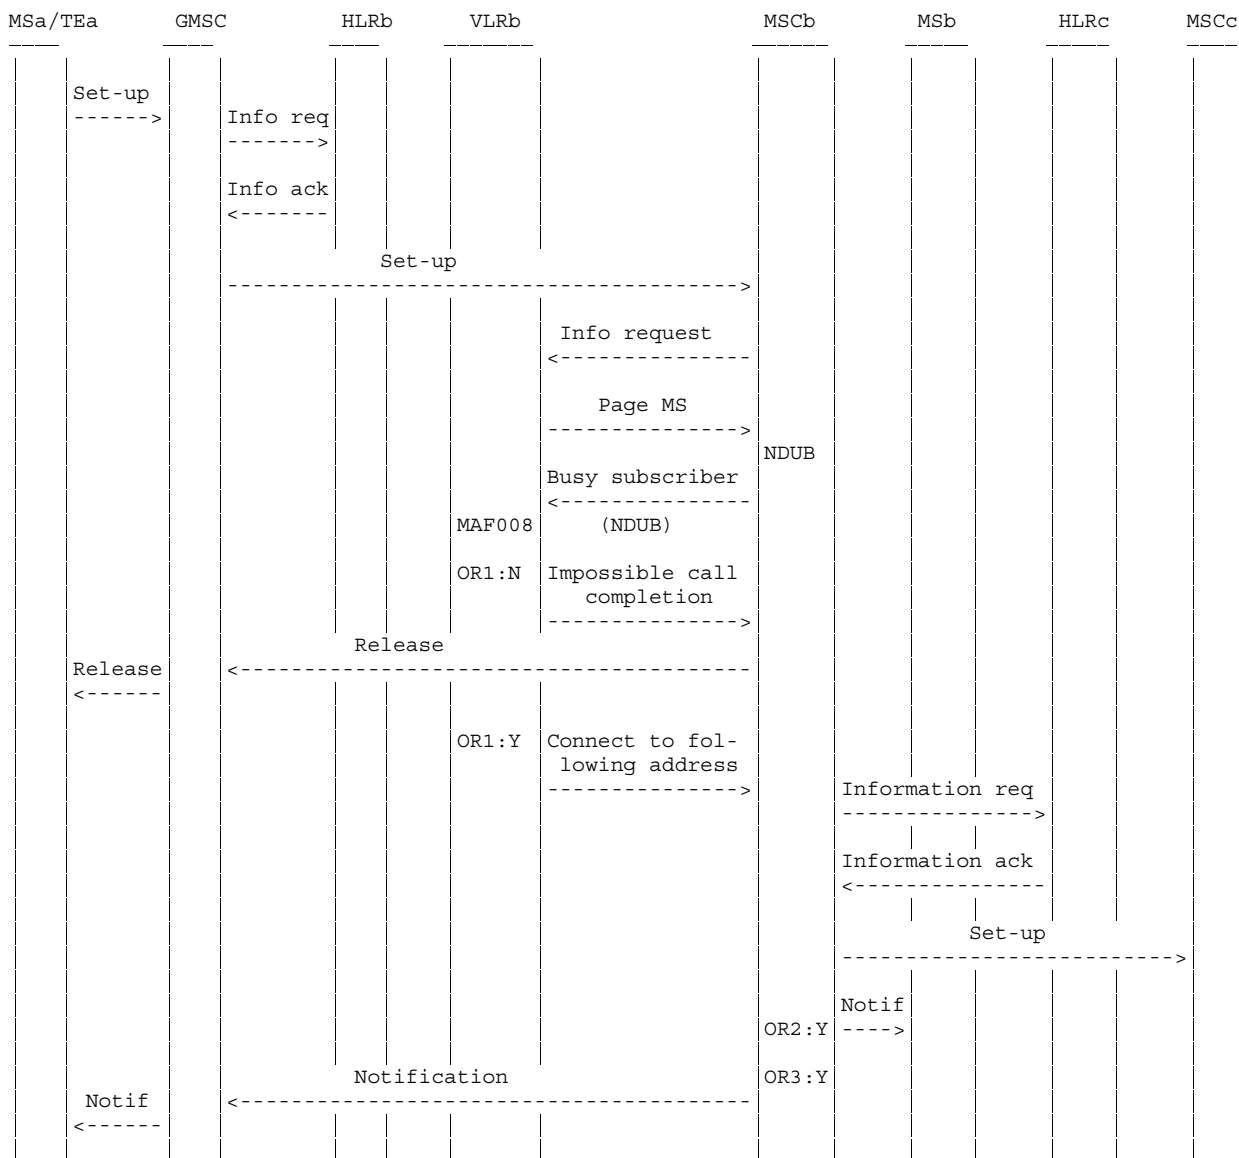 MSa/TEa GMSC HLRb VLRb MSCb MSb HLRc MSCc
Set-up
------> Info req
------->
Info ack
<-------
Set-up
---------------------------------------->
Info request
<---------------
Page MS
--------------->
NDUB
Busy subscriber
<---------------
MAF008 (NDUB)
OR1:N Impossible call
completion
--------------->
Release
Release <----------------------------------------
<------
OR1:Y Connect to fol-
lowing address
--------------->
Information req
--------------->
Information ack
<---------------
Set-up
-------------------------->
Notif
OR2:Y ---->
Notification OR3:Y
Notif <----------------------------------------
<------